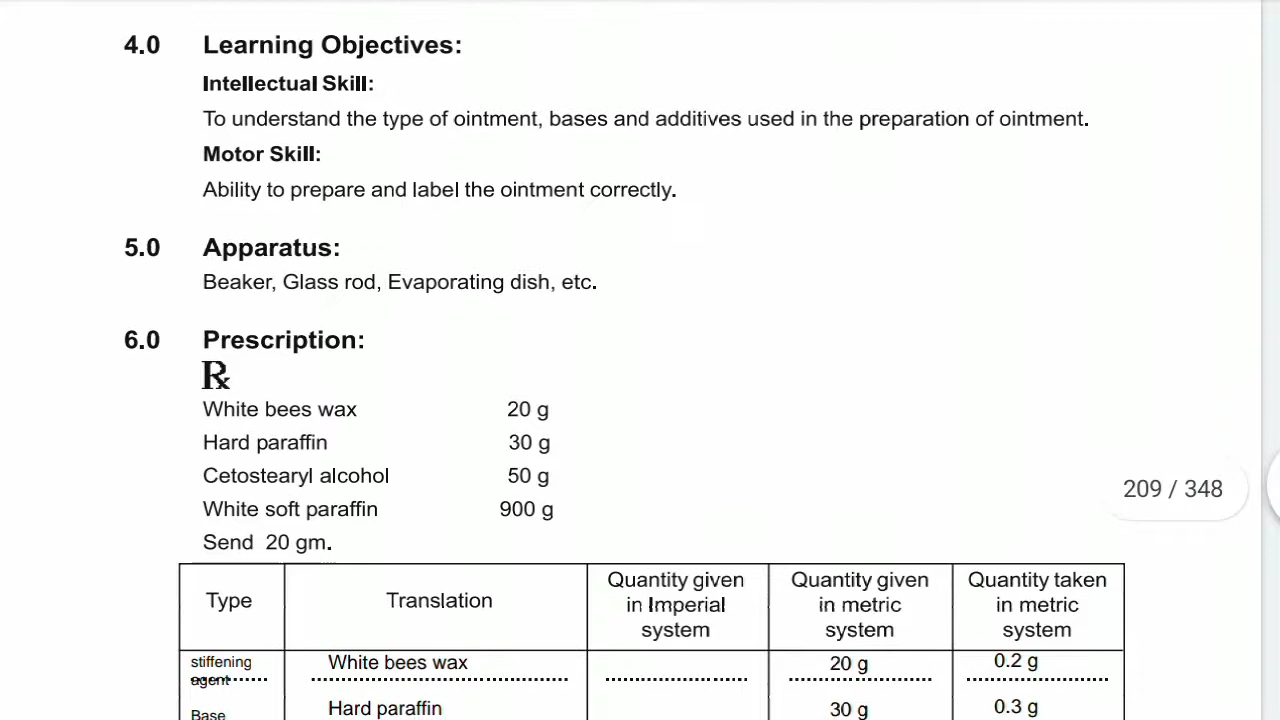 4.0 Learning Objectives:
Intellectual Skill:
To understand the type of ointment, bases and additives used in the preparation of ointment.
Motor Skill:
Ability to prepare and label the ointment correctly.
5.0 Apparatus:
Beaker, Glass rod, Evaporating dish, etc.
6.0 Prescription:
℞
White bees wax 20 g
Hard paraffin 30 g
Cetostearyl alcohol 50 g
White soft paraffin 900 g
209 / 348
Send 20 gm.
Type Translation Quantity given in Imperial system Quantity given in metric system Quantity taken in metric system
stiffening agent White bees wax 20 g 0.2 g
Base Hard paraffin 30 g 0.3 g